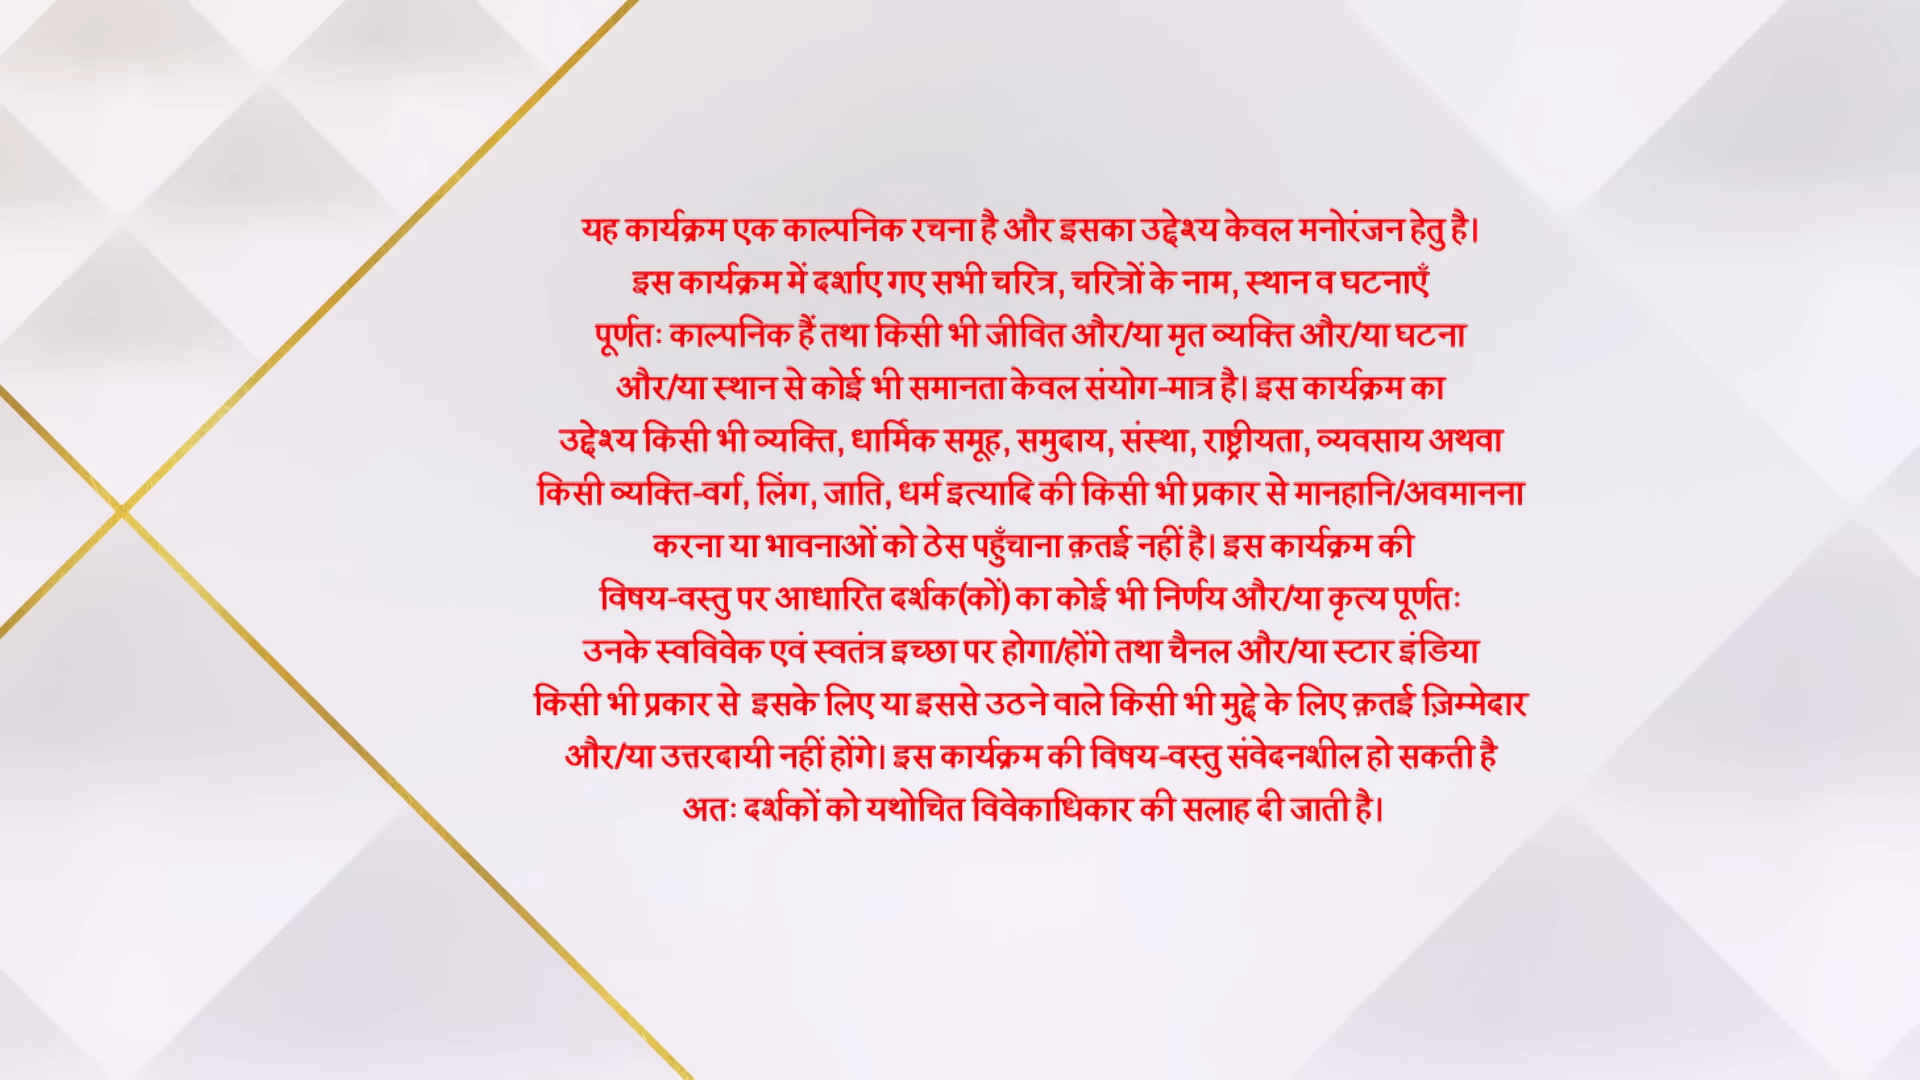 यह कार्यक्रम एक काल्पनिक रचना है और इसका उद्देश्य केवल मनोरंजन हेतु है।
इस कार्यक्रम में दर्शाए गए सभी चरित्र, चरित्रों के नाम, स्थान व घटनाएँ
पूर्णतः काल्पनिक हैं तथा किसी भी जीवित और/या मृत व्यक्ति और/या घटना
और/या स्थान से कोई भी समानता केवल संयोग-मात्र है। इस कार्यक्रम का
उद्देश्य किसी भी व्यक्ति, धार्मिक समूह, समुदाय, संस्था, राष्ट्रीयता, व्यवसाय अथवा
किसी व्यक्ति-वर्ग, लिंग, जाति, धर्म इत्यादि की किसी भी प्रकार से मानहानि/अवमानना
करना या भावनाओं को ठेस पहुँचाना क़तई नहीं है। इस कार्यक्रम की
विषय-वस्तु पर आधारित दर्शक(कों) का कोई भी निर्णय और/या कृत्य पूर्णतः
उनके स्वविवेक एवं स्वतंत्र इच्छा पर होगा/होंगे तथा चैनल और/या स्टार इंडिया
किसी भी प्रकार से इसके लिए या इससे उठने वाले किसी भी मुद्दे के लिए क़तई ज़िम्मेदार
और/या उत्तरदायी नहीं होंगे। इस कार्यक्रम की विषय-वस्तु संवेदनशील हो सकती है
अतः दर्शकों को यथोचित विवेकाधिकार की सलाह दी जाती है।